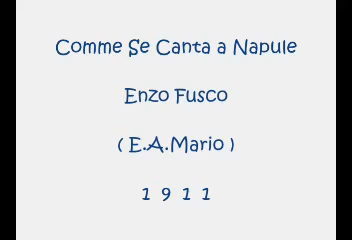 Comme Se Canta a Napule
Enzo Fusco
( E.A.Mario )
1 9 1 1